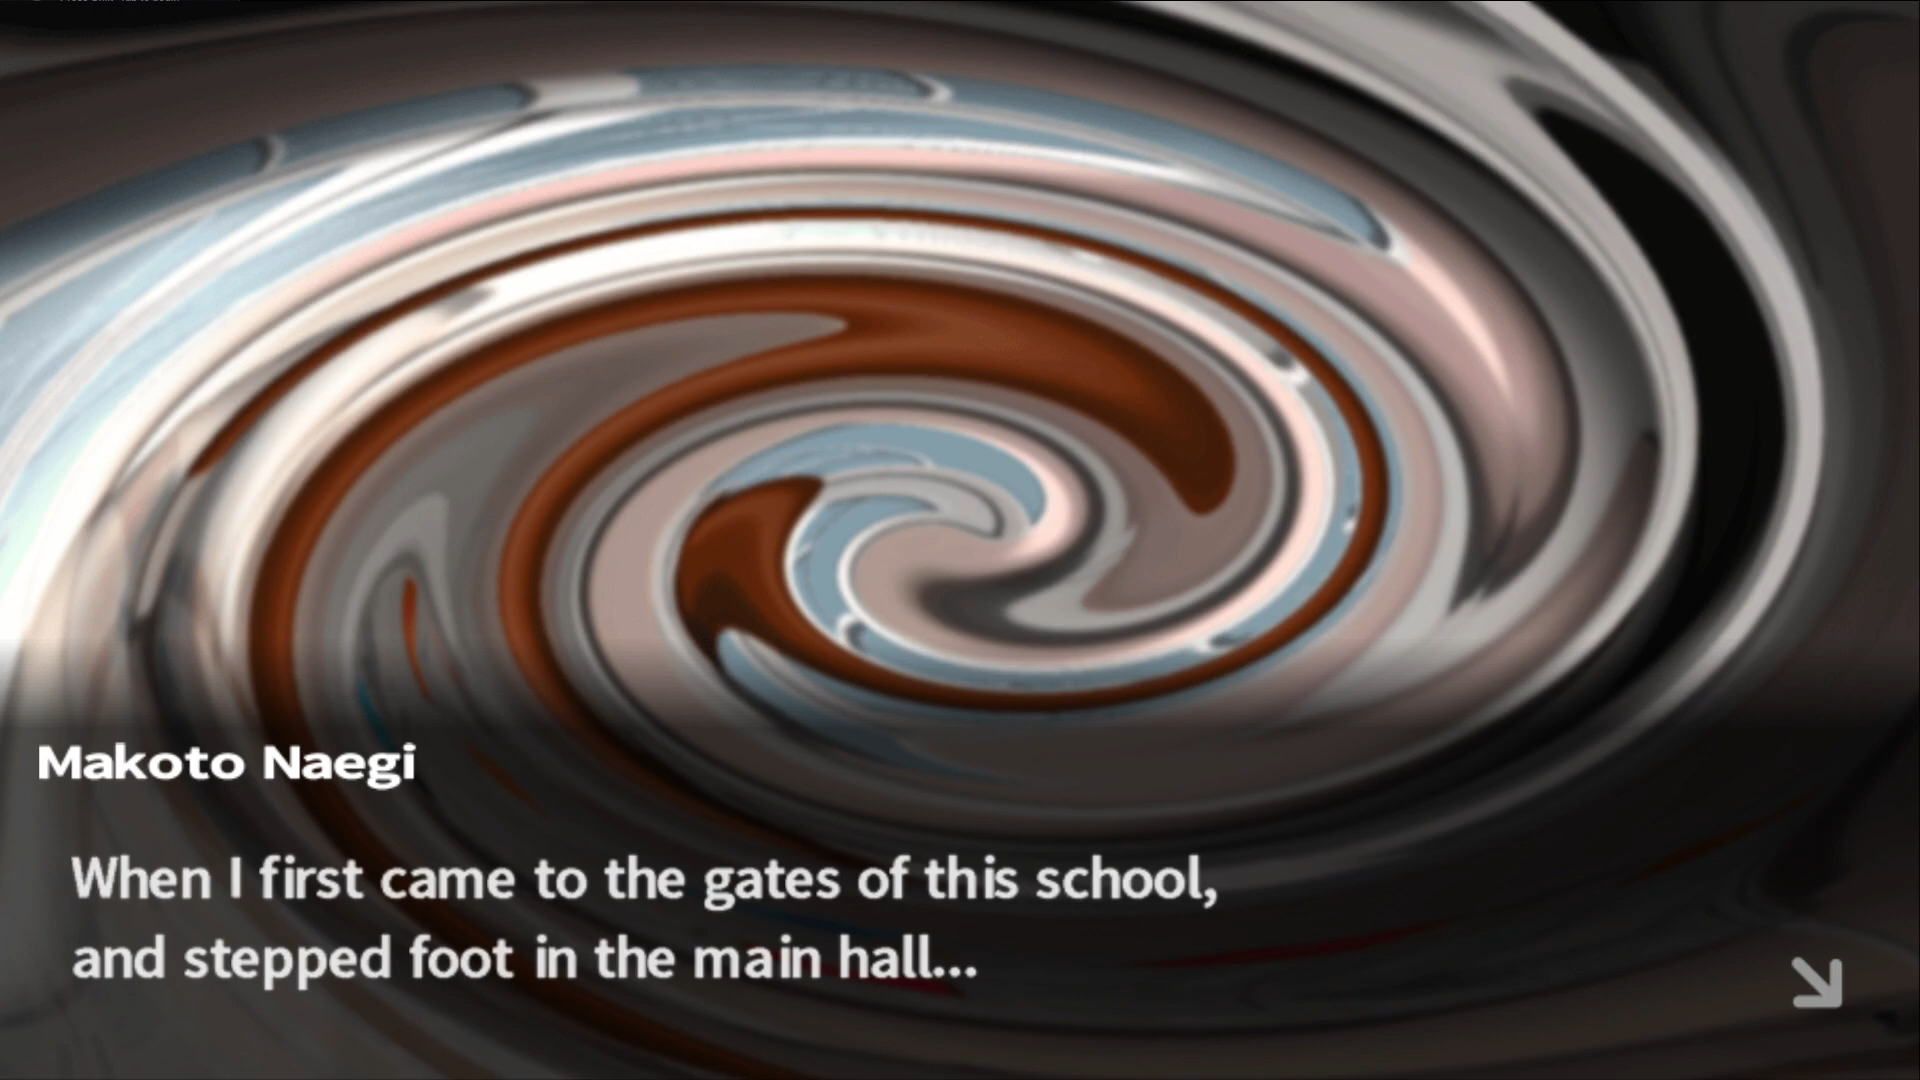 Makoto Naegi
When I first came to the gates of this school,
and stepped foot in the main hall...